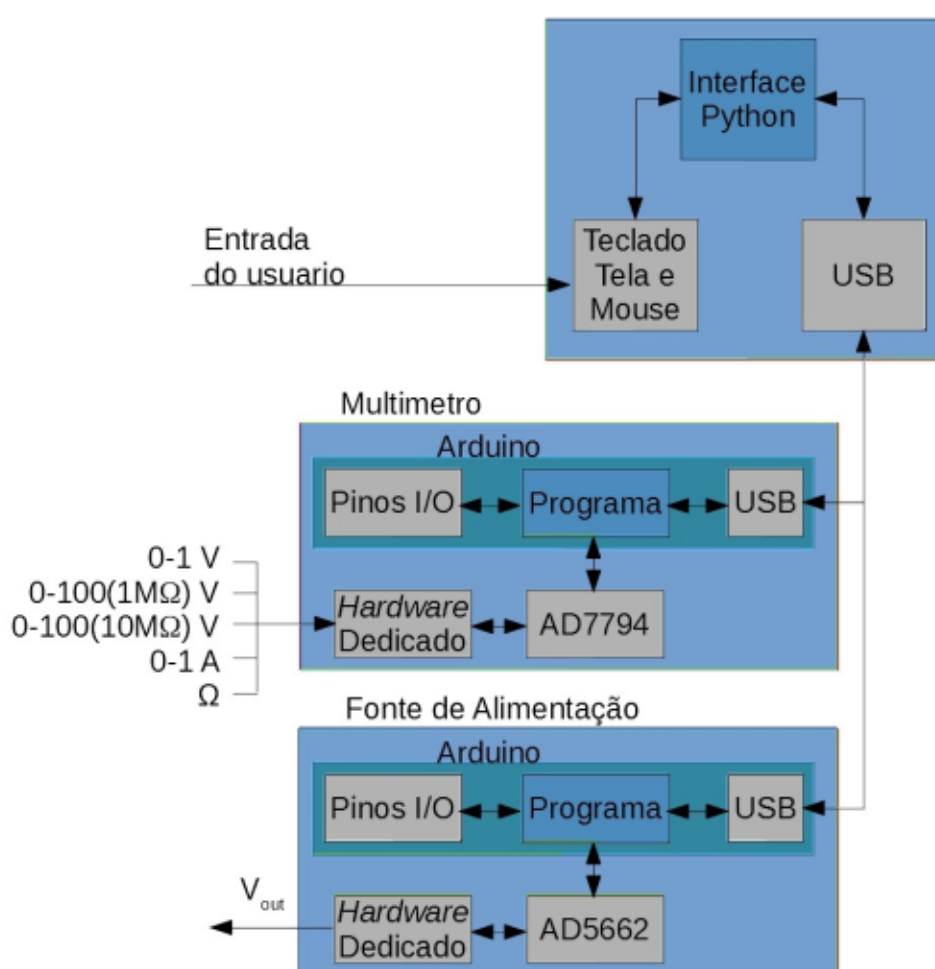 Interface
Python
Entrada
do usuario
Teclado
Tela e
Mouse
USB
Multimetro
Arduino
Pinos I/O
Programa
USB
0-1 V
0-100(1MΩ) V
0-100(10MΩ) V
0-1 A
Ω
Hardware
Dedicado
AD7794
Fonte de Alimentação
Arduino
Pinos I/O
Programa
USB
Vout
Hardware
Dedicado
AD5662